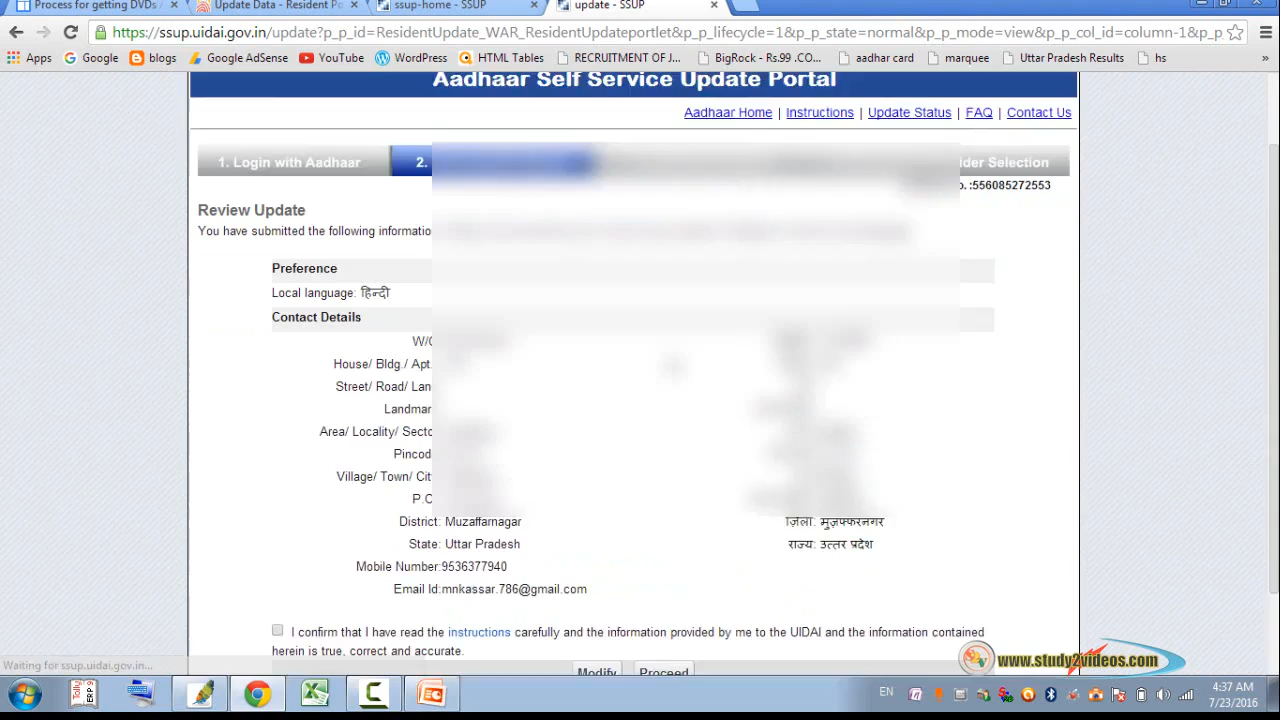 Process for getting DVDs /
Update Data - Resident Po
ssup-home - SSUP
update - SSUP
https://ssup.uidai.gov.in/update?p_p_id=ResidentUpdate_WAR_ResidentUpdateportlet&p_p_lifecycle=1&p_p_state=normal&p_p_mode=view&p_p_col_id=column-1&p_p_c
Apps Google blogs Google AdSense YouTube WordPress HTML Tables RECRUITMENT OF J... BigRock - Rs.99 .CO... aadhar card marquee Uttar Pradesh Results hs »
Aadhaar Self Service Update Portal
Aadhaar Home | Instructions | Update Status | FAQ | Contact Us
1. Login with Aadhaar 2. ider Selection
o. :556085272553
Review Update
You have submitted the following informatio
Preference
Local language: हिन्दी
Contact Details
W/C
House/ Bldg./ Apt.
Street/ Road/ Lan
Landmar
Area/ Locality/ Secto
Pincod
Village/ Town/ Cit
P.O
District: Muzaffarnagar ज़िला: मुज़फ्फरनगर
State: Uttar Pradesh राज्य: उत्तर प्रदेश
Mobile Number:9536377940
Email Id:mnkassar.786@gmail.com
I confirm that I have read the instructions carefully and the information provided by me to the UIDAI and the information contained
herein is true, correct and accurate.
Modify Proceed
www.study2videos.com
Waiting for ssup.uidai.gov.in...
EN
4:37 AM
7/23/2016